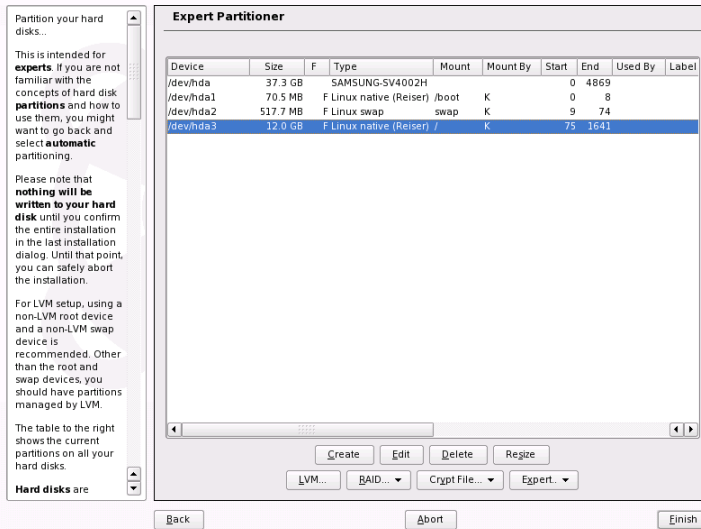 Partition your hard
disks...
This is intended for
experts. If you are not
familiar with the
concepts of hard disk
partitions and how to
use them, you might
want to go back and
select automatic
partitioning.
Please note that
nothing will be
written to your hard
disk until you confirm
the entire installation
in the last installation
dialog. Until that point,
you can safely abort
the installation.
For LVM setup, using a
non-LVM root device
and a non-LVM swap
device is
recommended. Other
than the root and
swap devices, you
should have partitions
managed by LVM.
The table to the right
shows the current
partitions on all your
hard disks.
Hard disks are
Expert Partitioner
Device Size F Type Mount Mount By Start End Used By Label
/dev/hda 37.3 GB SAMSUNG-SV4002H 0 4869
/dev/hda1 70.5 MB F Linux native (Reiser) /boot K 0 8
/dev/hda2 517.7 MB F Linux swap swap K 9 74
/dev/hda3 12.0 GB F Linux native (Reiser) / K 75 1641
Create Edit Delete Resize
LVM... RAID... Crypt File... Expert..
Back Abort Finish